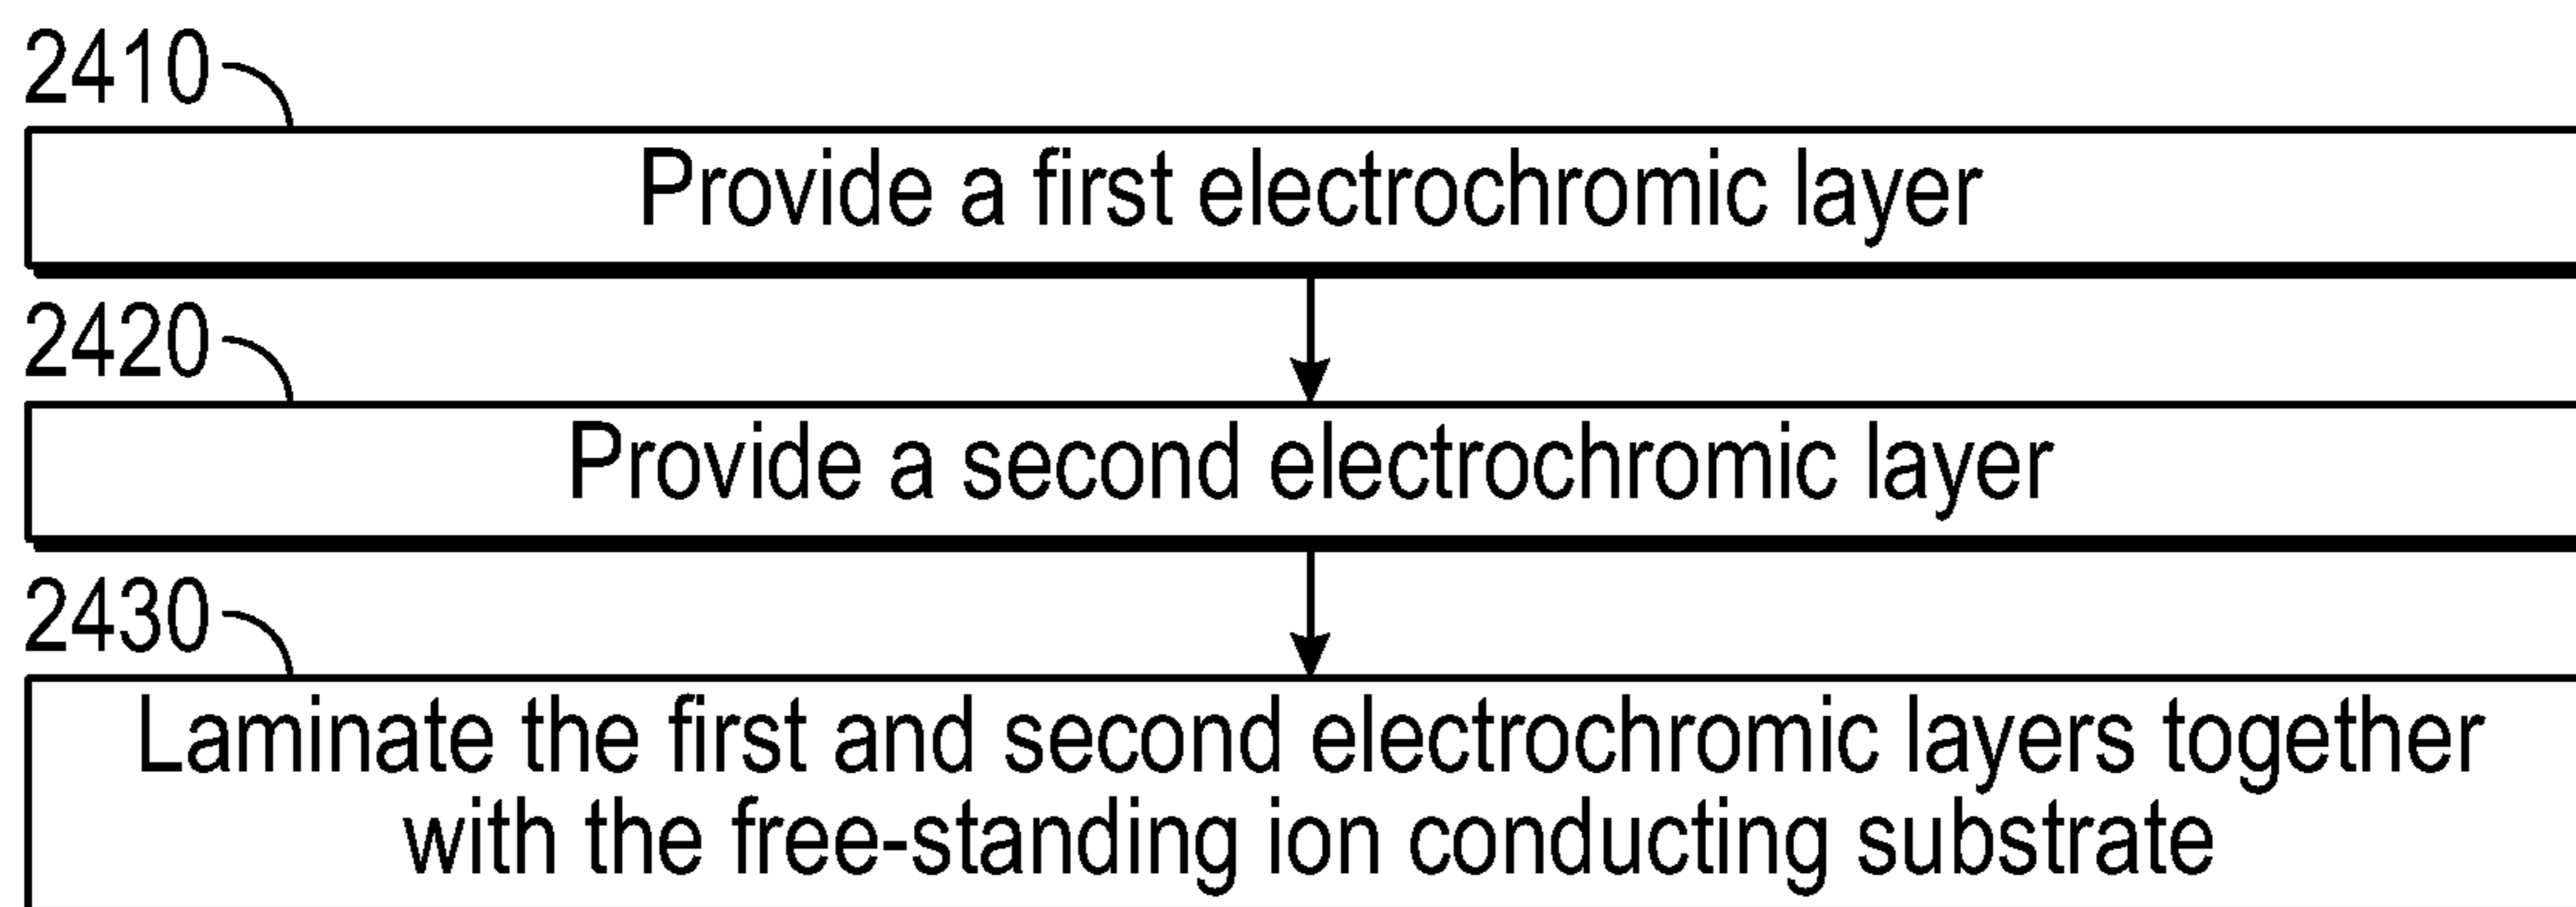 2410
Provide a first electrochromic layer
2420
Provide a second electrochromic layer
2430
Laminate the first and second electrochromic layers together
with the free-standing ion conducting substrate